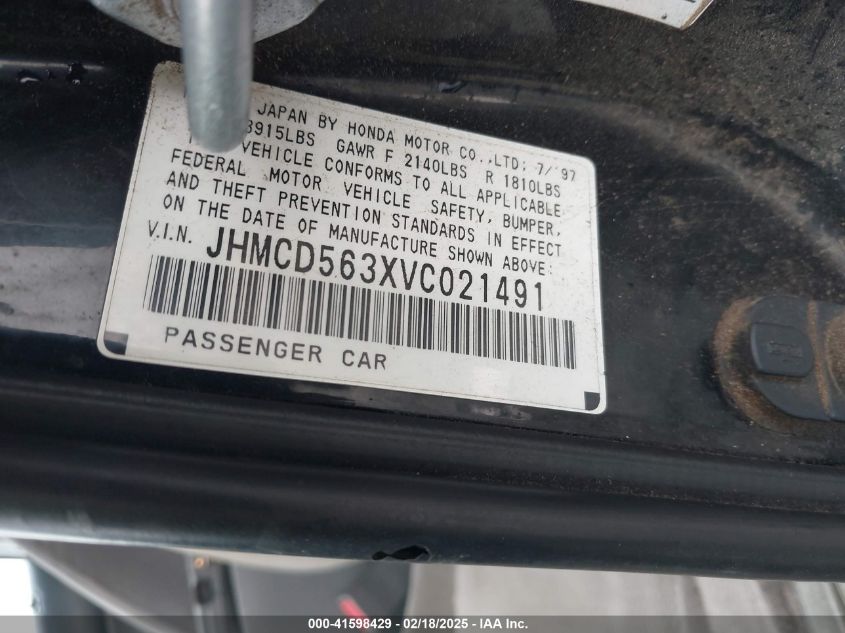 JAPAN BY HONDA MOTOR CO.,LTD; 7/'97
3915LBS GAWR F 2140LBS R 1810LBS
VEHICLE CONFORMS TO ALL APPLICABLE
FEDERAL MOTOR VEHICLE SAFETY, BUMPER,
AND THEFT PREVENTION STANDARDS IN EFFECT
ON THE DATE OF MANUFACTURE SHOWN ABOVE:
V.I.N. JHMCD563XVC021491
PASSENGER CAR
000-41598429 - 02/18/2025 - IAA Inc.